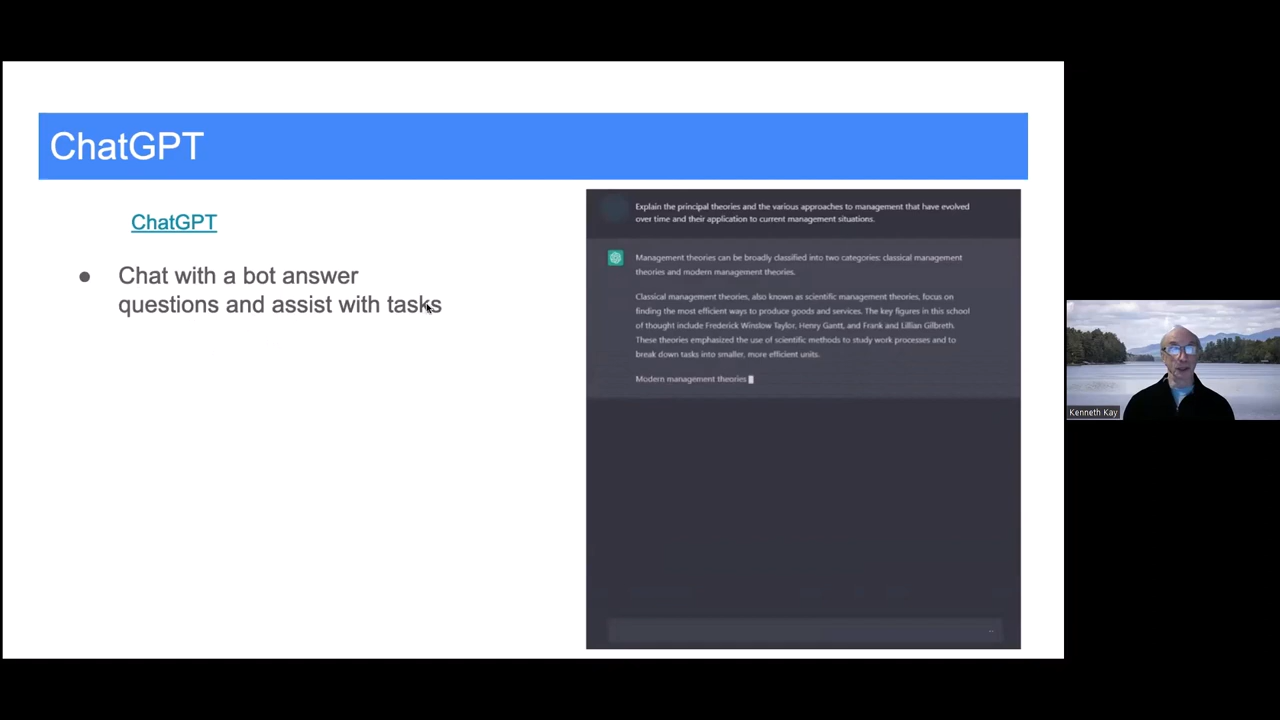 ChatGPT
ChatGPT
● Chat with a bot answer
questions and assist with tasks
Explain the principal theories and the various approaches to management that have evolved
over time and their application to current management situations.
Management theories can be broadly classified into two categories: classical management
theories and modern management theories.
Classical management theories, also known as scientific management theories, focus on
finding the most efficient ways to produce goods and services. The key figures in this school
of thought include Frederick Winslow Taylor, Henry Gantt, and Frank and Lillian Gilbreth.
These theories emphasized the use of scientific methods to study work processes and to
break down tasks into smaller, more efficient units.
Modern management theories
Kenneth Kay